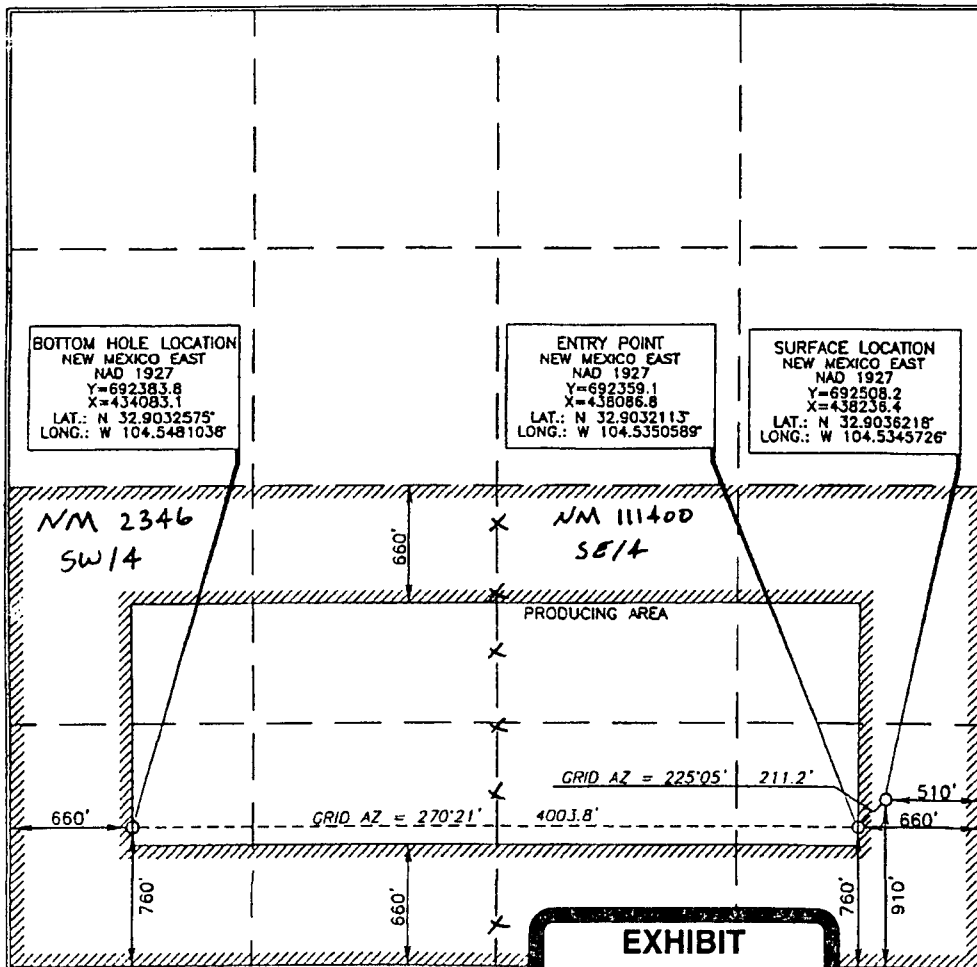 BOTTOM HOLE LOCATION
NEW MEXICO EAST
NAD 1927
Y=692383.8
X=434083.1
LAT.: N 32.9032575°
LONG.: W 104.5481038°
ENTRY POINT
NEW MEXICO EAST
NAD 1927
Y=692359.1
X=438086.8
LAT.: N 32.9032113°
LONG.: W 104.5350589°
SURFACE LOCATION
NEW MEXICO EAST
NAD 1927
Y=692508.2
X=438236.4
LAT.: N 32.9036218°
LONG.: W 104.5345726°
NM 2346
SW/4
660'
NM 111400
SE/4
PRODUCING AREA
GRID AZ = 225°05' 211.2'
510'
660'
GRID AZ = 270°21' 4003.8'
660'
760'
660'
760'
910'
EXHIBIT